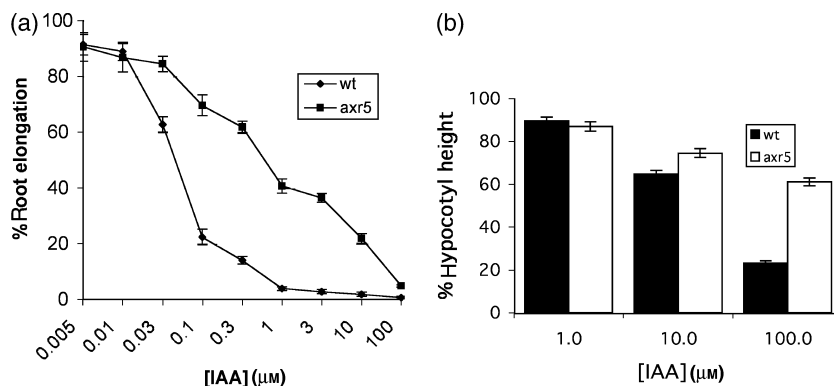 (a)
100
80
60
40
20
0
%Root elongation
wt
axr5
0.005
0.01
0.03
0.1
0.3
1
3
10
100
[IAA] (μM)
(b)
100
80
60
40
20
0
%Hypocotyl height
wt
axr5
1.0
10.0
100.0
[IAA] (μM)